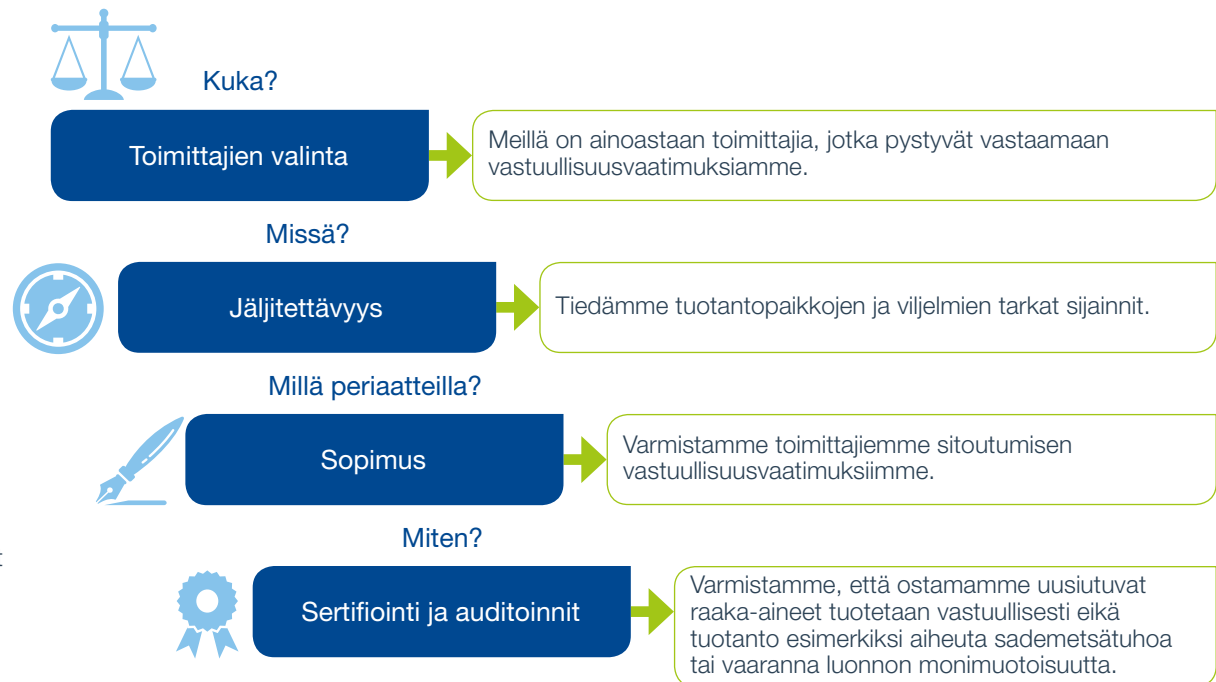 Kuka?
Toimittajien valinta
Meillä on ainoastaan toimittajia, jotka pystyvät vastaamaan
vastuullisuusvaatimuksiamme.
Missä?
Jäljitettävyys
Tiedämme tuotantopaikkojen ja viljelmien tarkat sijainnit.
Millä periaatteilla?
Sopimus
Varmistamme toimittajiemme sitoutumisen
vastuullisuusvaatimuksiimme.
Miten?
Sertifiointi ja auditoinnit
Varmistamme, että ostamamme uusiutuvat
raaka-aineet tuotetaan vastuullisesti eikä
tuotanto esimerkiksi aiheuta sademetsätuhoa
tai vaaranna luonnon monimuotoisuutta.